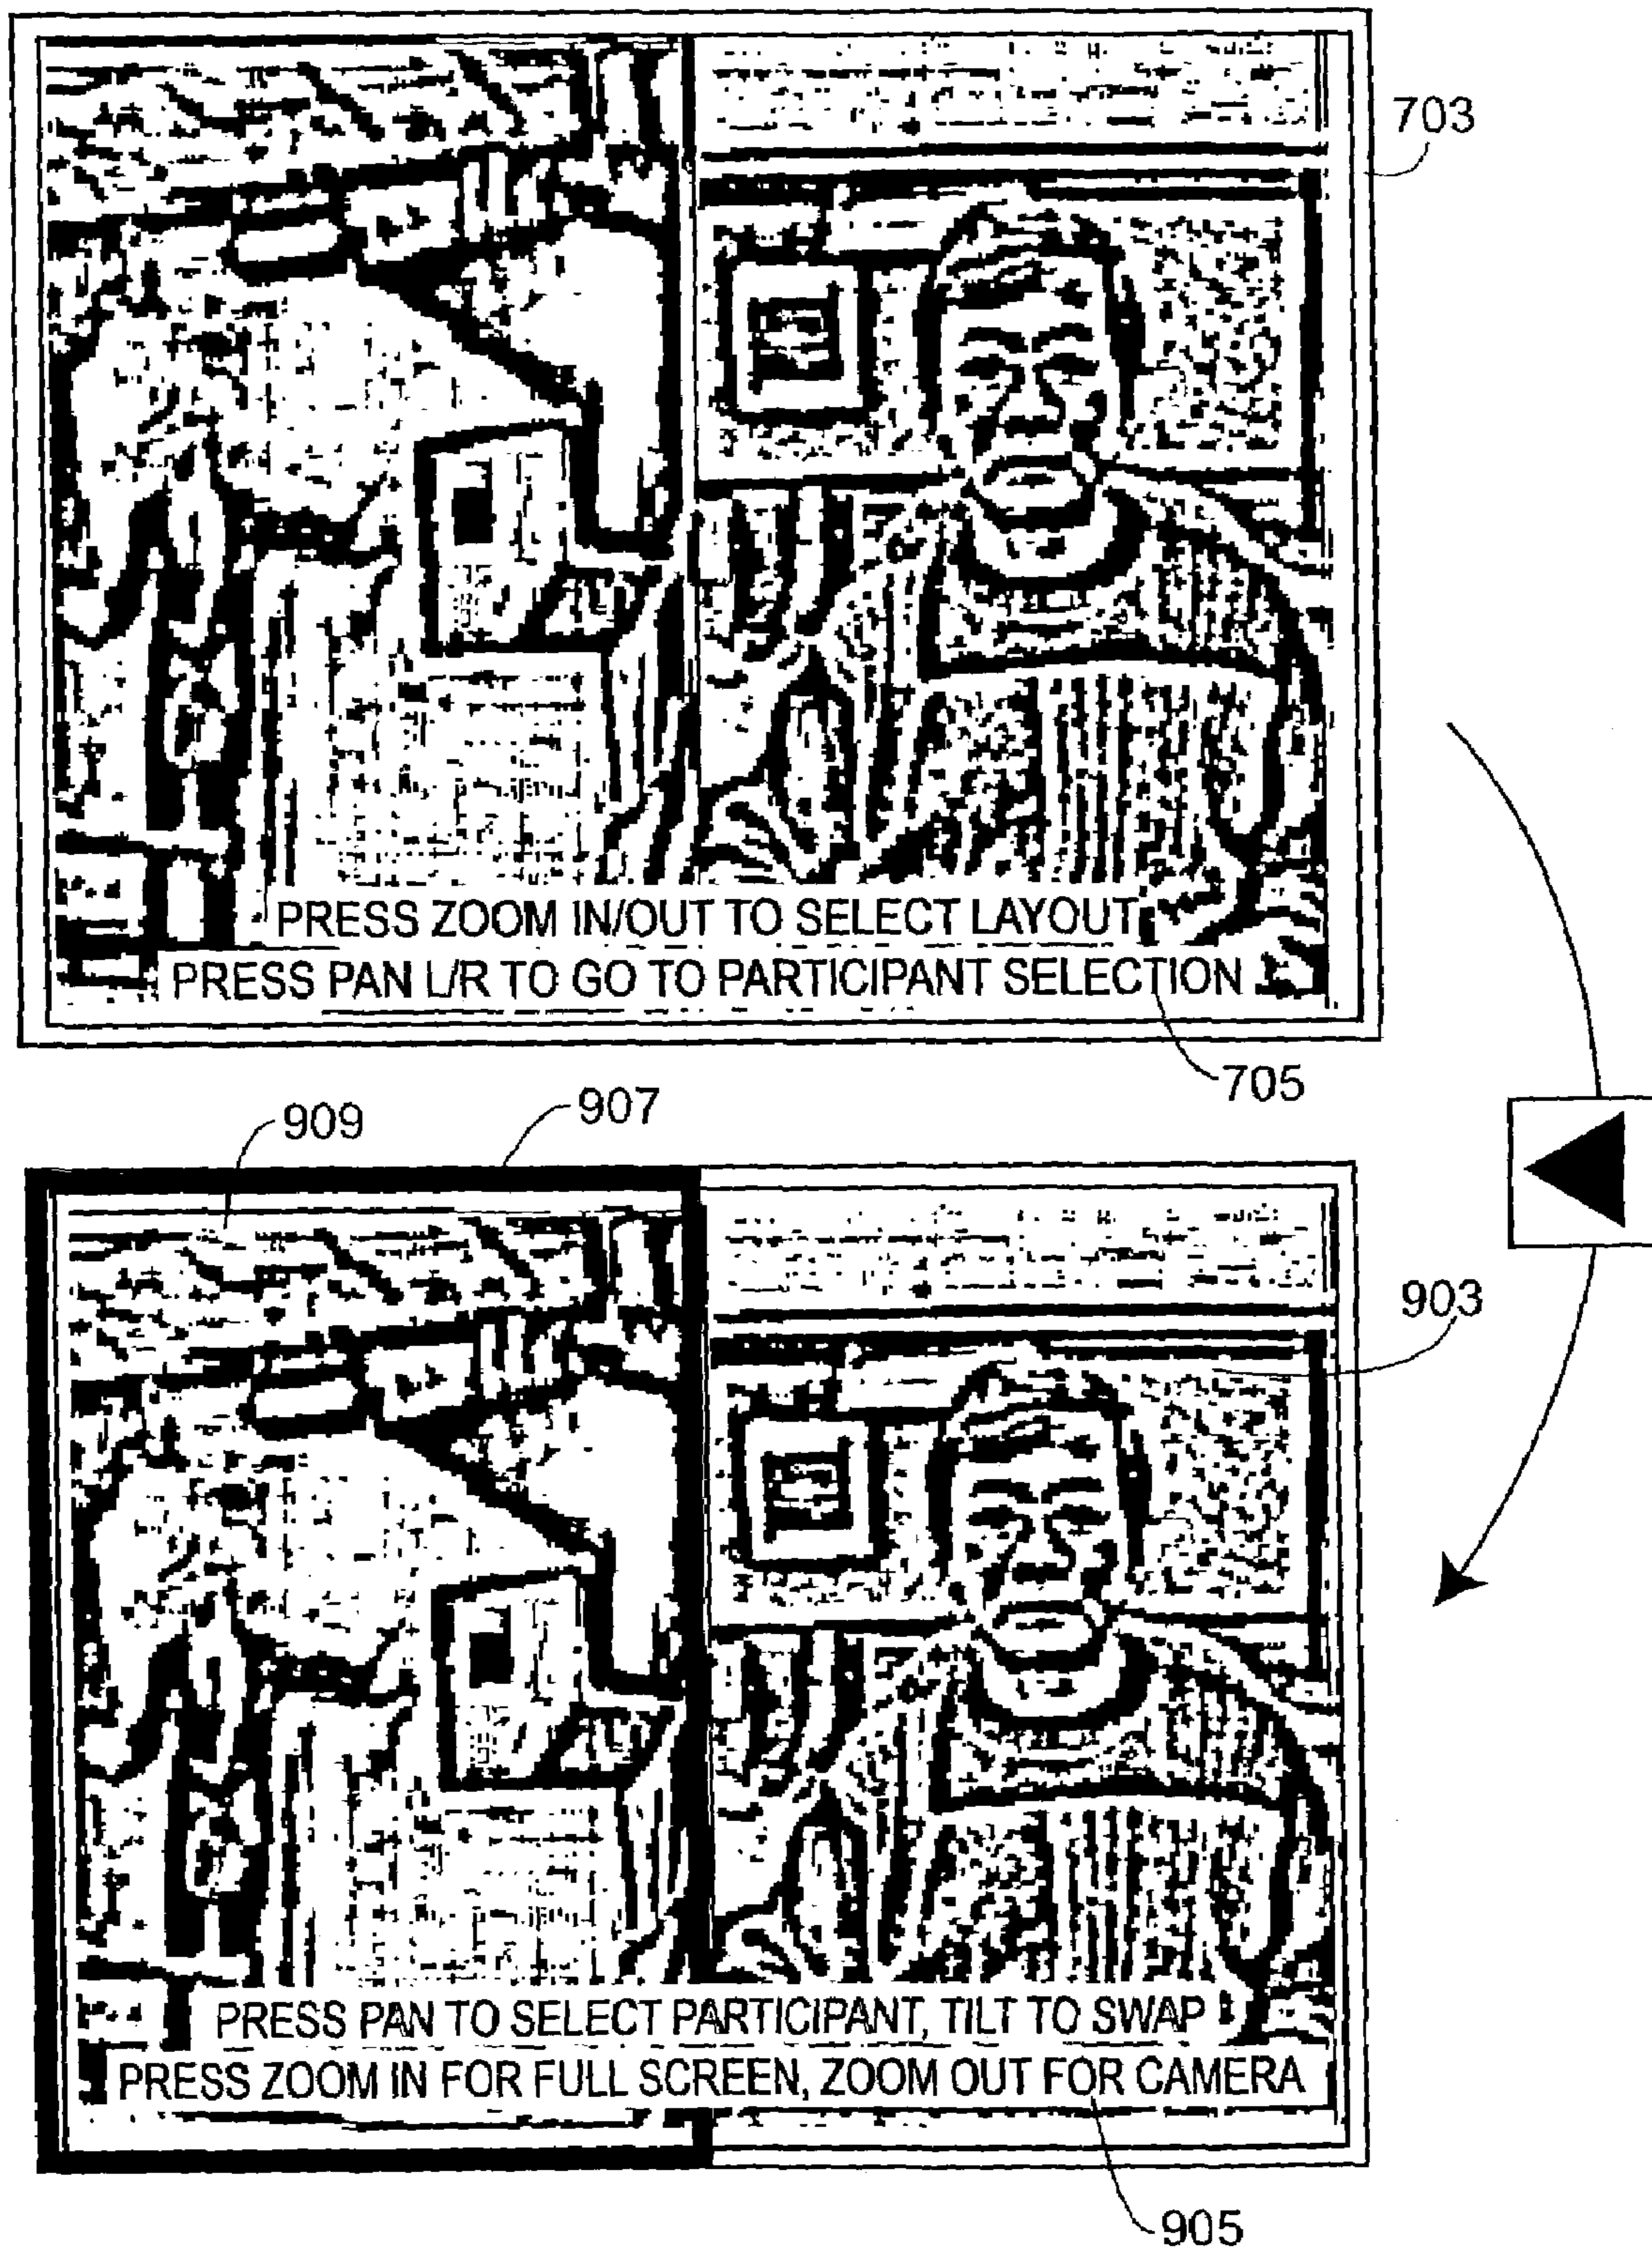 703
PRESS ZOOM IN/OUT TO SELECT LAYOUT
PRESS PAN L/R TO GO TO PARTICIPANT SELECTION
705
909
907
903
PRESS PAN TO SELECT PARTICIPANT, TILT TO SWAP
PRESS ZOOM IN FOR FULL SCREEN, ZOOM OUT FOR CAMERA
905